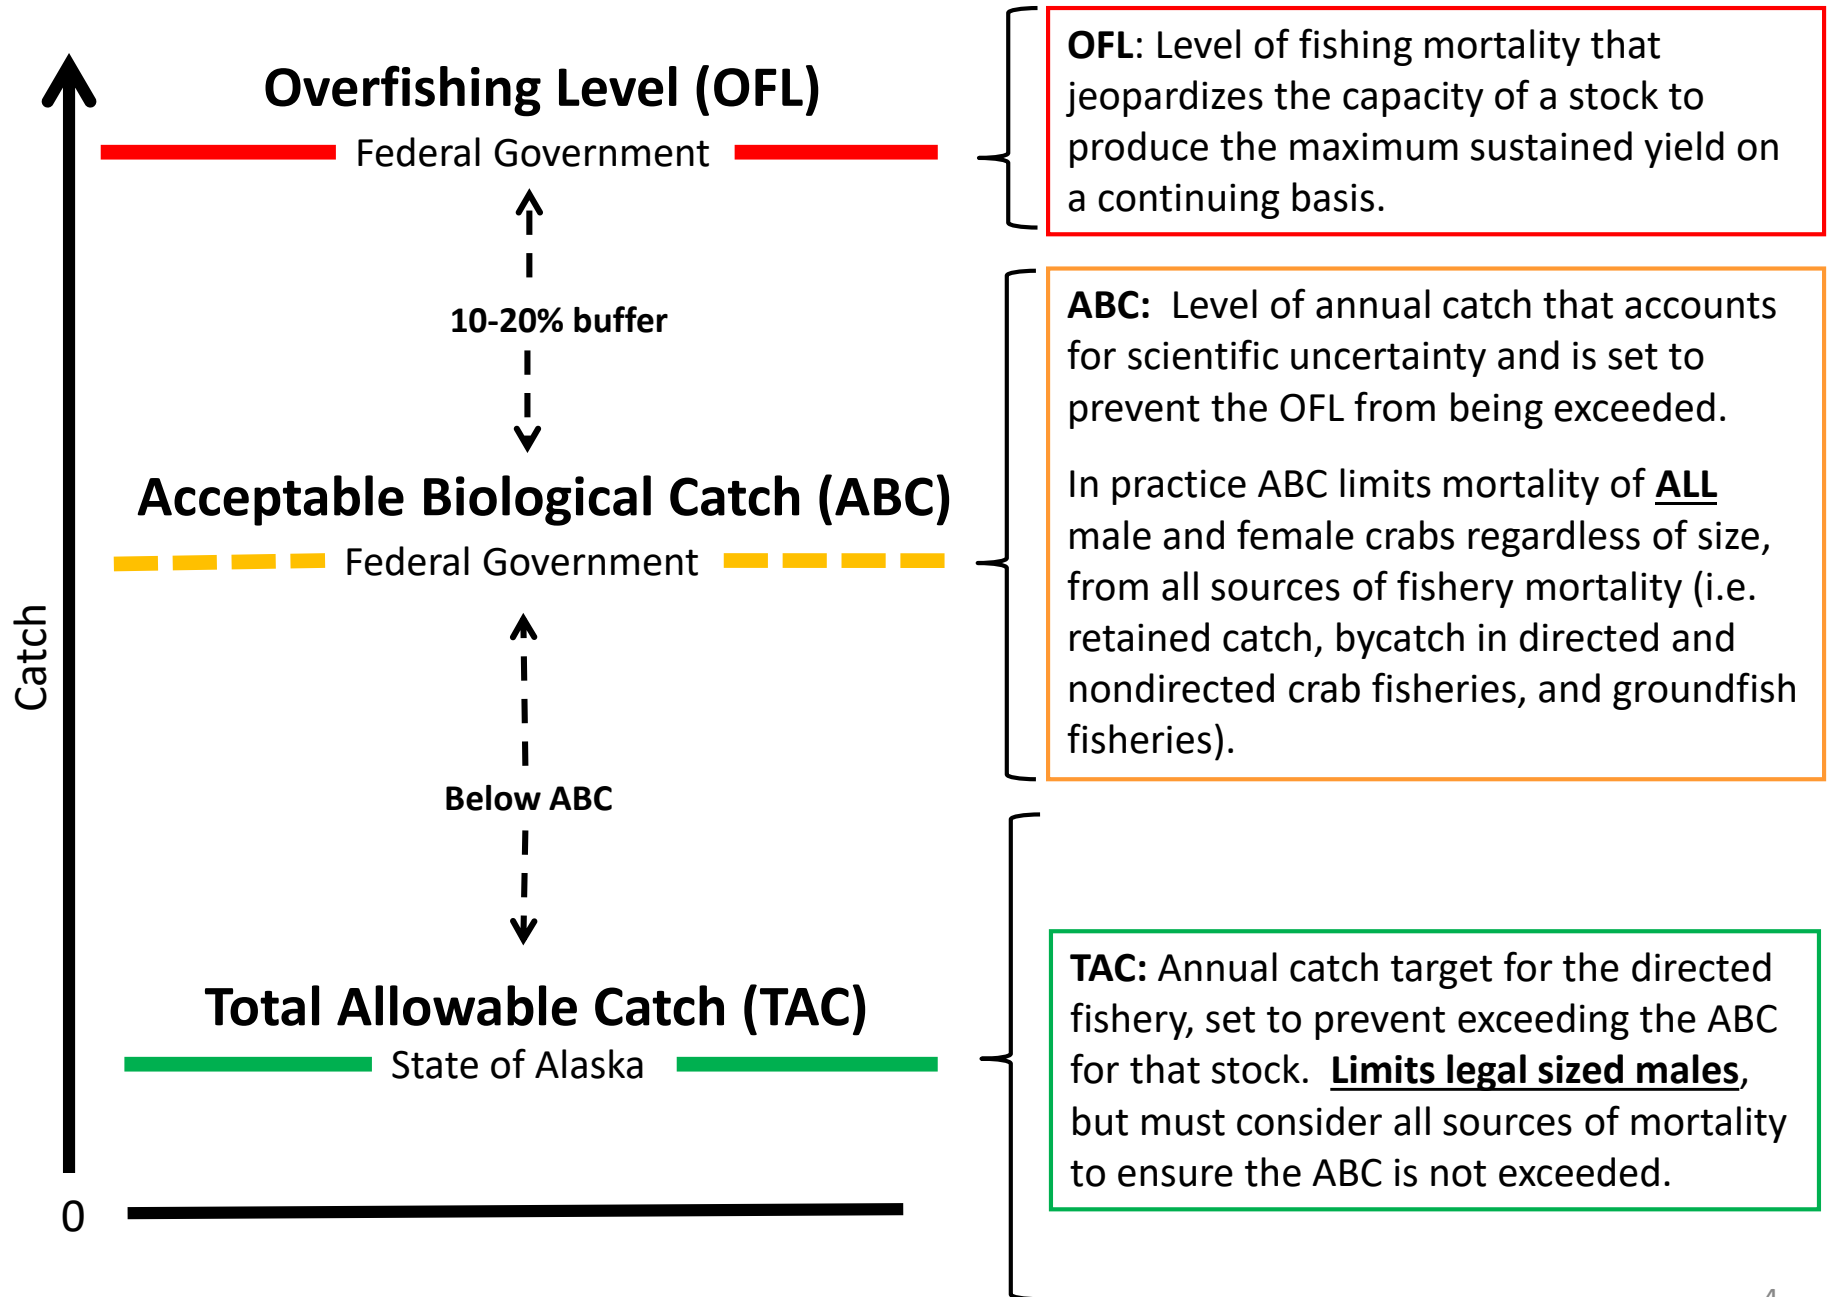 Overfishing Level (OFL)
Federal Government
10-20% buffer
Acceptable Biological Catch (ABC)
Federal Government
Below ABC
Total Allowable Catch (TAC)
State of Alaska
Catch
0
OFL: Level of fishing mortality that
jeopardizes the capacity of a stock to
produce the maximum sustained yield on
a continuing basis.
ABC: Level of annual catch that accounts
for scientific uncertainty and is set to
prevent the OFL from being exceeded.
In practice ABC limits mortality of ALL
male and female crabs regardless of size,
from all sources of fishery mortality (i.e.
retained catch, bycatch in directed and
nondirected crab fisheries, and groundfish
fisheries).
TAC: Annual catch target for the directed
fishery, set to prevent exceeding the ABC
for that stock. Limits legal sized males,
but must consider all sources of mortality
to ensure the ABC is not exceeded.
4